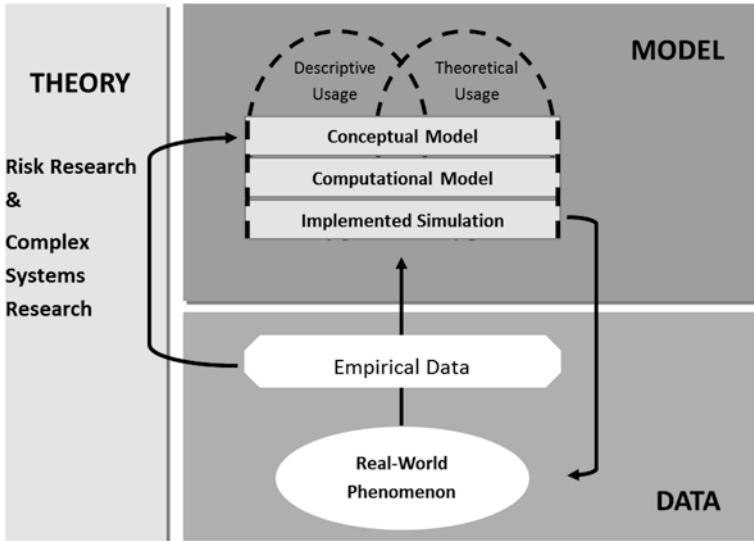 THEORY
Risk Research
&
Complex
Systems
Research
MODEL
Descriptive
Usage
Theoretical
Usage
Conceptual Model
Computational Model
Implemented Simulation
Empirical Data
Real-World
Phenomenon
DATA